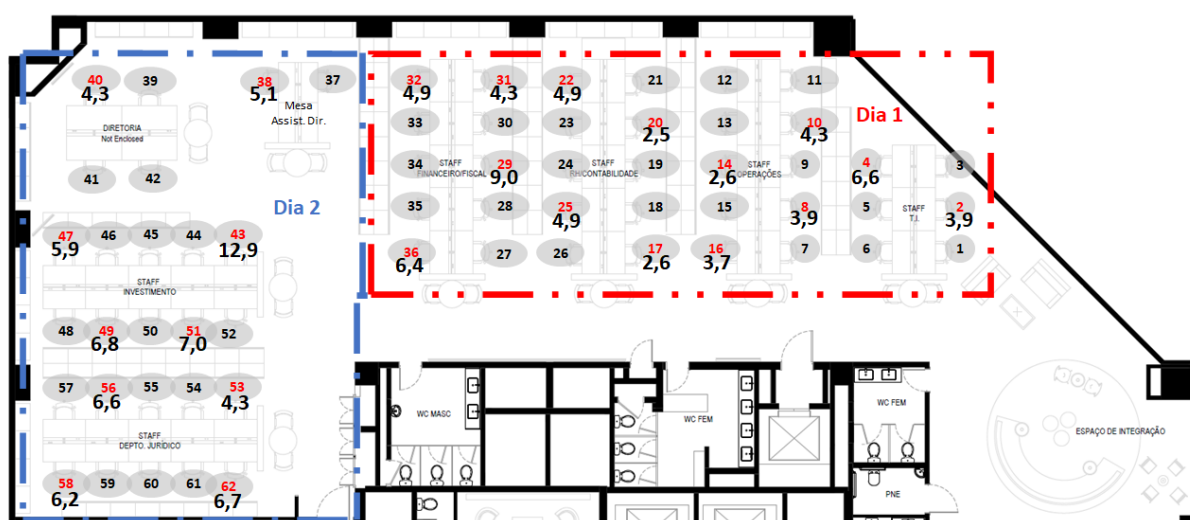 40 39 38 37 32 31 22 21 12 11
4,3 5,1 4,9 4,3 4,9
Mesa
Assist. Dir.
DIRETORIA
Not Enclosed
33 30 23 20 13 10
2,5 4,3
Dia 1
41 42
34 29 24 19 14 9 4 3
9,0 2,6 6,6
STAFF
FINANCEIRO/FISCAL
STAFF
RH/CONTABILIDADE
STAFF
OPERAÇÕES
Dia 2
35 28 25 18 15 8 5 2
4,9 3,9 3,9
STAFF
T.I.
47 46 45 44 43
5,9 12,9
36 27 26 17 16 7 6 1
6,4 2,6 3,7
STAFF
INVESTIMENTO
48 49 50 51 52
6,8 7,0
57 56 55 54 53
6,6 4,3
STAFF
DEPTO. JURÍDICO
58 59 60 61 62
6,2 6,7
WC MASC
WC FEM
WC FEM
ESPAÇO DE INTEGRAÇÃO
PNE